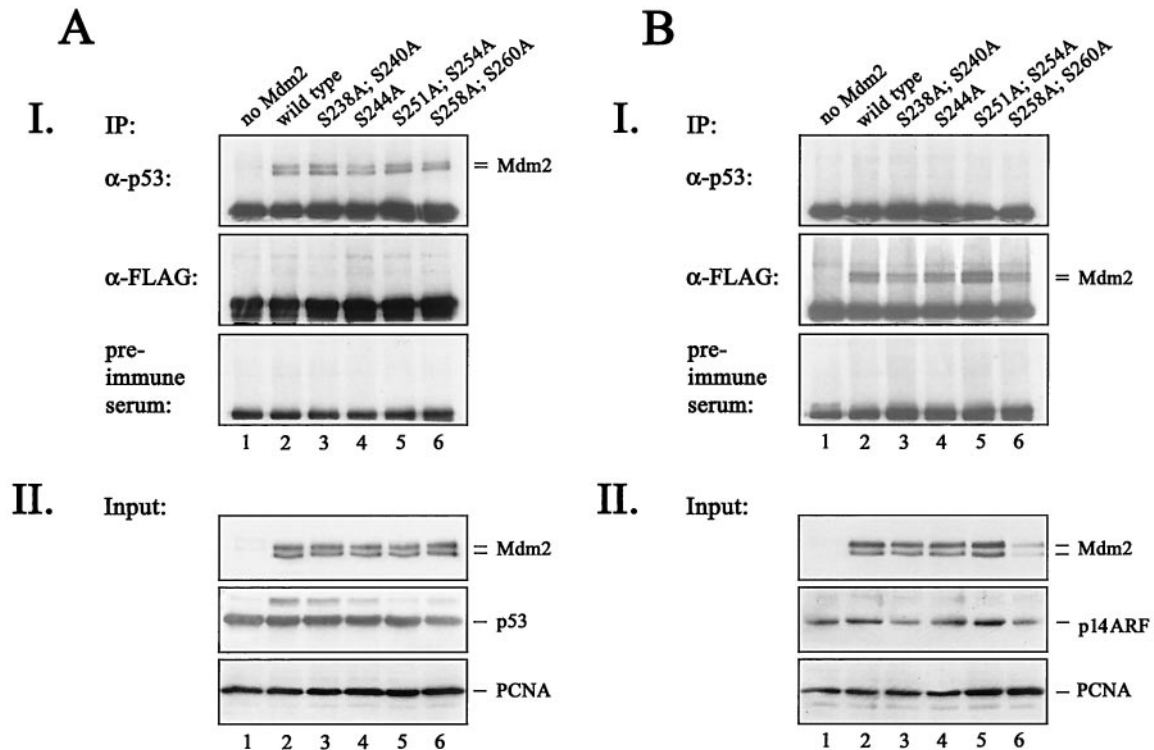 A
no Mdm2
wild type
S238A; S240A
S244A
S251A; S254A
S258A; S260A
I.
IP:
α-p53:
= Mdm2
α-FLAG:
pre-
immune
serum:
1 2 3 4 5 6
II.
Input:
Mdm2
p53
PCNA
1 2 3 4 5 6
B
no Mdm2
wild type
S238A; S240A
S244A
S251A; S254A
S258A; S260A
I.
IP:
α-p53:
α-FLAG:
= Mdm2
pre-
immune
serum:
1 2 3 4 5 6
II.
Input:
Mdm2
p14ARF
PCNA
1 2 3 4 5 6